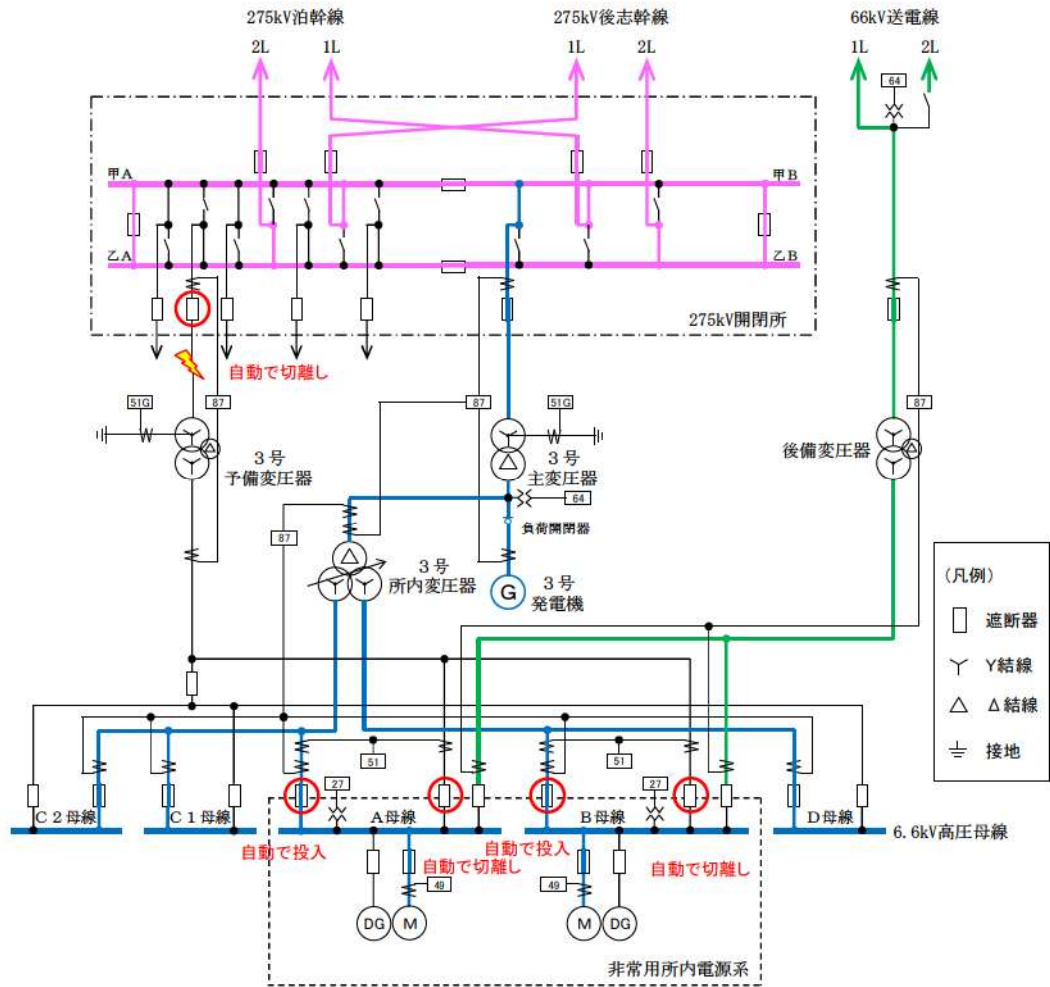 275kV泊幹線
275kV後志幹線
66kV送電線
2L
1L
1L
2L
1L
2L
64
甲A
甲B
乙A
乙B
275kV開閉所
自動で切離し
51G
87
87
51G
87
3号
予備変圧器
3号
主変圧器
後備変圧器
64
87
負荷開閉器
3号
所内変圧器
G
3号
発電機
(凡例)
遮断器
Y結線
Δ結線
接地
51
51
27
27
C2母線
C1母線
A母線
B母線
D母線
6.6kV高圧母線
自動で投入
自動で切離し
自動で投入
自動で切離し
49
49
DG
M
M
DG
非常用所内電源系